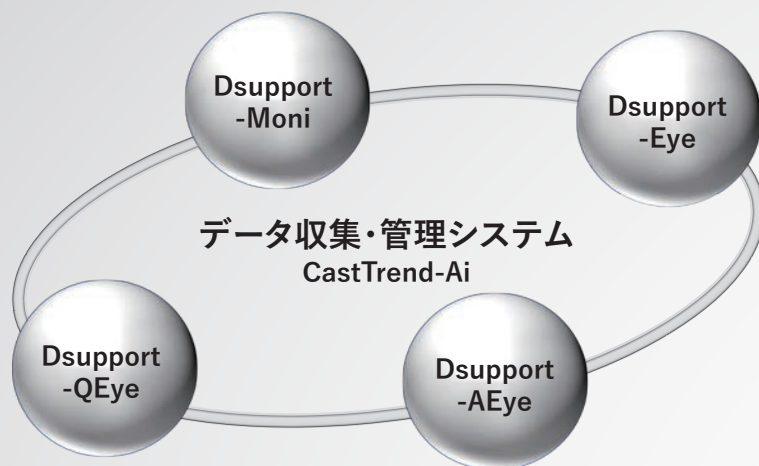 Dsupport
-Moni
Dsupport
-Eye
データ収集・管理システム
CastTrend-Ai
Dsupport
-QEye
Dsupport
-AEye